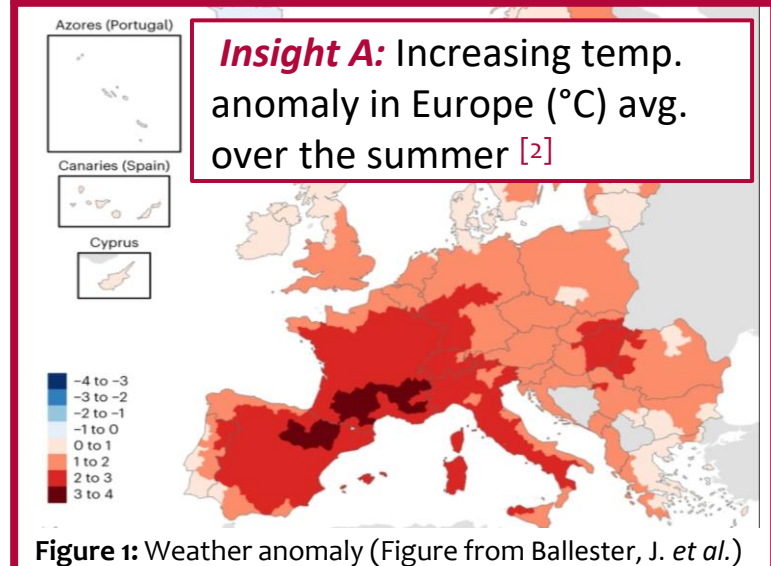 Azores (Portugal)
Insight A: Increasing temp.
anomaly in Europe (°C) avg.
over the summer [2]
Canaries (Spain)
Cyprus
−4 to −3
−3 to −2
−2 to −1
−1 to 0
0 to 1
1 to 2
2 to 3
3 to 4
Figure 1: Weather anomaly (Figure from Ballester, J. et al.)